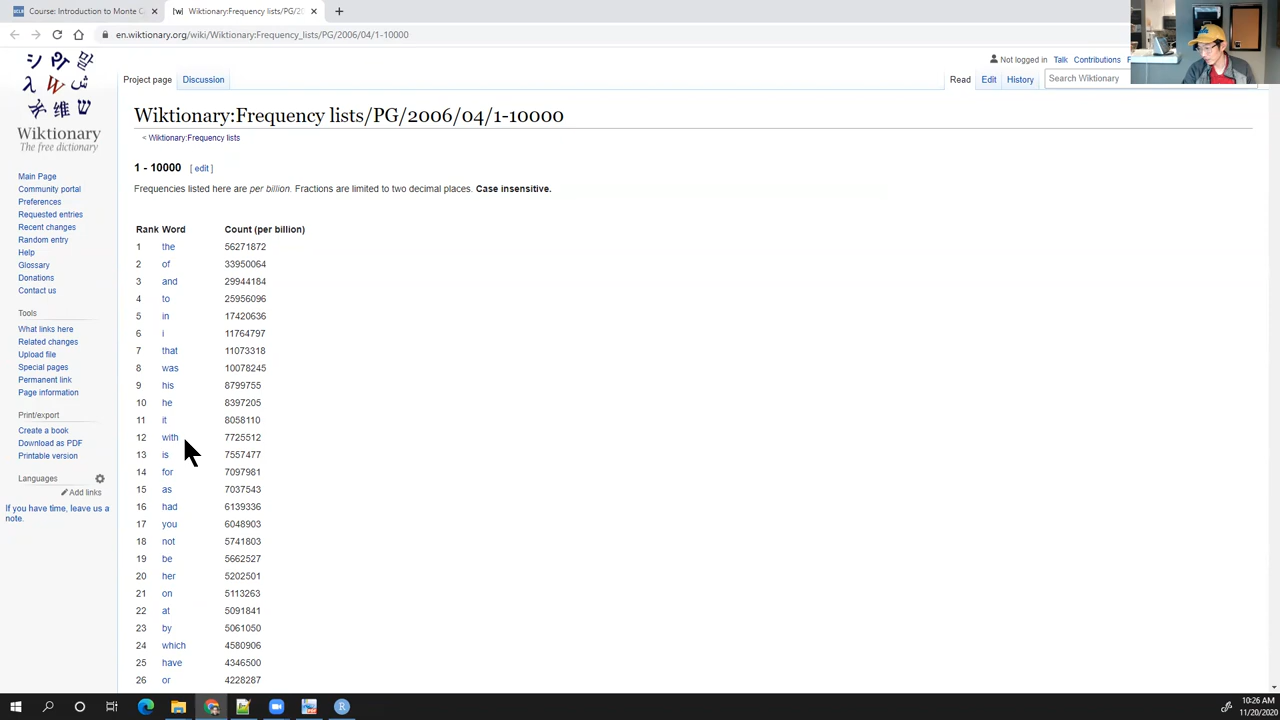 Course: Introduction to Monte C
Wiktionary:Frequency lists/PG/20
en.wiktionary.org/wiki/Wiktionary:Frequency_lists/PG/2006/04/1-10000
Not logged in Talk Contributions
Project page Discussion Read Edit History Search Wiktionary
Wiktionary
The free dictionary
Main Page
Community portal
Preferences
Requested entries
Recent changes
Random entry
Help
Glossary
Donations
Contact us
Tools
What links here
Related changes
Upload file
Special pages
Permanent link
Page information
Print/export
Create a book
Download as PDF
Printable version
Languages
Add links
If you have time, leave us a
note.
Wiktionary:Frequency lists/PG/2006/04/1-10000
< Wiktionary:Frequency lists
1 - 10000 [ edit ]
Frequencies listed here are per billion. Fractions are limited to two decimal places. Case insensitive.
Rank Word Count (per billion)
1 the 56271872
2 of 33950064
3 and 29944184
4 to 25956096
5 in 17420636
6 i 11764797
7 that 11073318
8 was 10078245
9 his 8799755
10 he 8397205
11 it 8058110
12 with 7725512
13 is 7557477
14 for 7097981
15 as 7037543
16 had 6139336
17 you 6048903
18 not 5741803
19 be 5662527
20 her 5202501
21 on 5113263
22 at 5091841
23 by 5061050
24 which 4580906
25 have 4346500
26 or 4228287
10:26 AM
11/20/2020